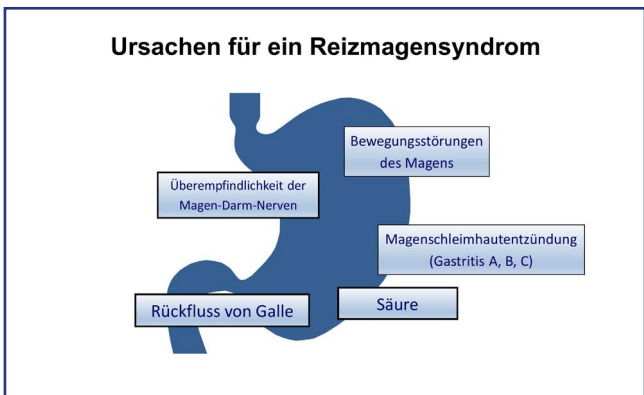 Ursachen für ein Reizmagensyndrom
Bewegungsstörungen
des Magens
Überempfindlichkeit der
Magen-Darm-Nerven
Magenschleimhautentzündung
(Gastritis A, B, C)
Rückfluss von Galle
Säure